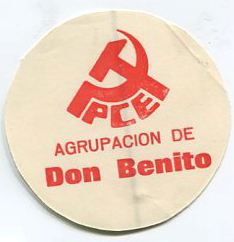 PCE
AGRUPACION DE
Don Benito